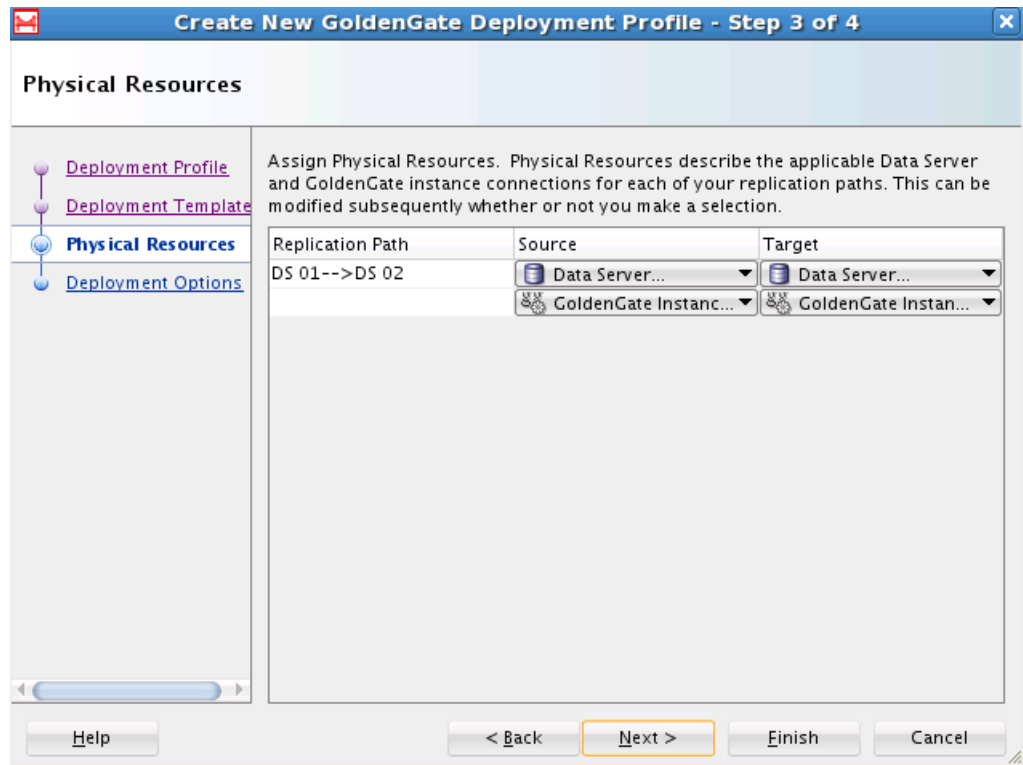 Create New GoldenGate Deployment Profile - Step 3 of 4
Physical Resources
Deployment Profile
Deployment Template
Physical Resources
Deployment Options
Assign Physical Resources. Physical Resources describe the applicable Data Server
and GoldenGate instance connections for each of your replication paths. This can be
modified subsequently whether or not you make a selection.
Replication Path Source Target
DS 01-->DS 02 Data Server... Data Server...
GoldenGate Instanc... GoldenGate Instan...
Help < Back Next > Finish Cancel